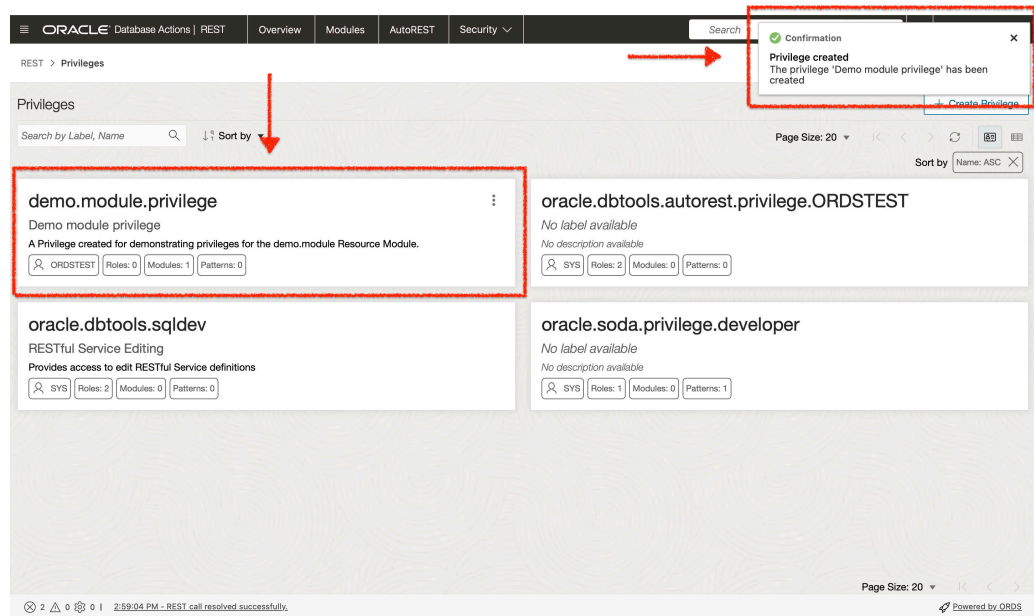 ORACLE Database Actions | REST
Overview
Modules
AutoREST
Security
Search
Confirmation
Privilege created
The privilege 'Demo module privilege' has been
created
REST > Privileges
Privileges
+ Create Privilege
Search by Label, Name
Sort by
Page Size: 20
Sort by
Name: ASC
demo.module.privilege
Demo module privilege
A Privilege created for demonstrating privileges for the demo.module Resource Module.
ORDSTEST Roles: 0 Modules: 1 Patterns: 0
oracle.dbtools.autorest.privilege.ORDSTEST
No label available
No description available
SYS Roles: 2 Modules: 0 Patterns: 0
oracle.dbtools.sqldev
RESTful Service Editing
Provides access to edit RESTful Service definitions
SYS Roles: 2 Modules: 0 Patterns: 0
oracle.soda.privilege.developer
No label available
No description available
SYS Roles: 1 Modules: 0 Patterns: 1
Page Size: 20
2 0 0 | 2:59:04 PM - REST call resolved successfully.
Powered by ORDS